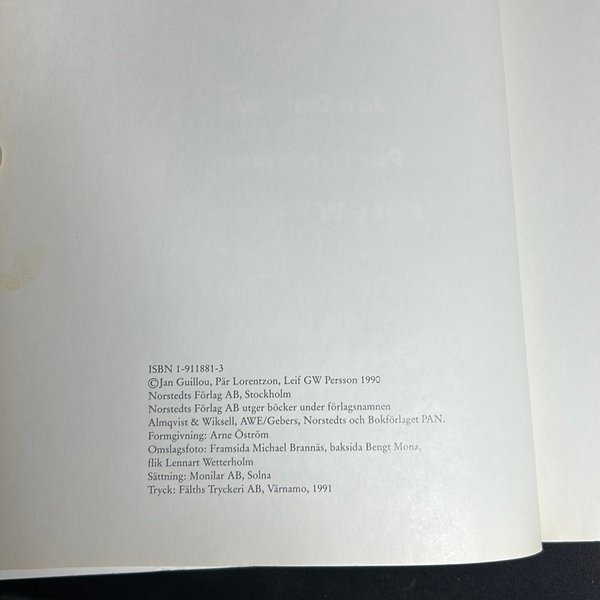 ISBN 1-911881-3
©Jan Guillou, Pär Lorentzon, Leif GW Persson 1990
Norstedts Förlag AB, Stockholm
Norstedts Förlag AB utger böcker under förlagsnamnen
Almqvist & Wiksell, AWE/Gebers, Norstedts och Bokförlaget PAN.
Formgivning: Arne Öström
Omslagsfoto: Framsida Michael Brannäs, baksida Bengt Mona,
flik Lennart Wetterholm
Sättning: Monilar AB, Solna
Tryck: Fälths Tryckeri AB, Värnamo, 1991